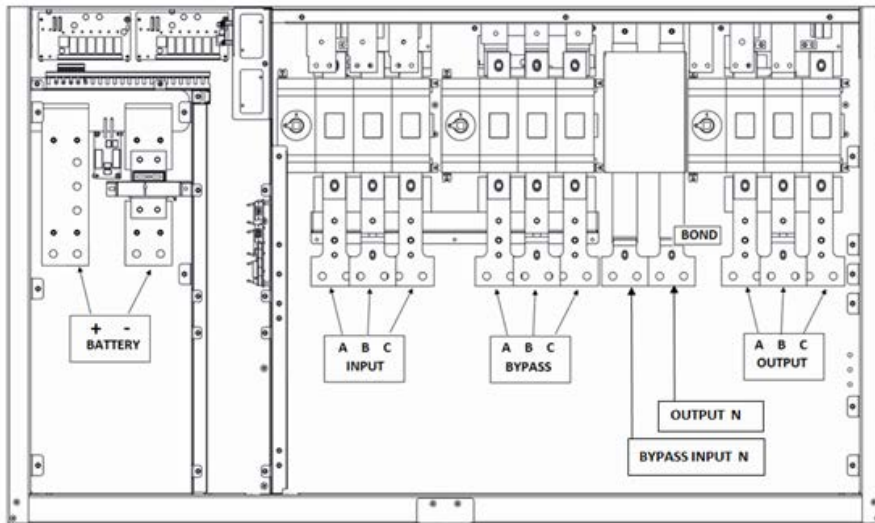 BOND
+ -
BATTERY
A B C
INPUT
A B C
BYPASS
A B C
OUTPUT
OUTPUT N
BYPASS INPUT N